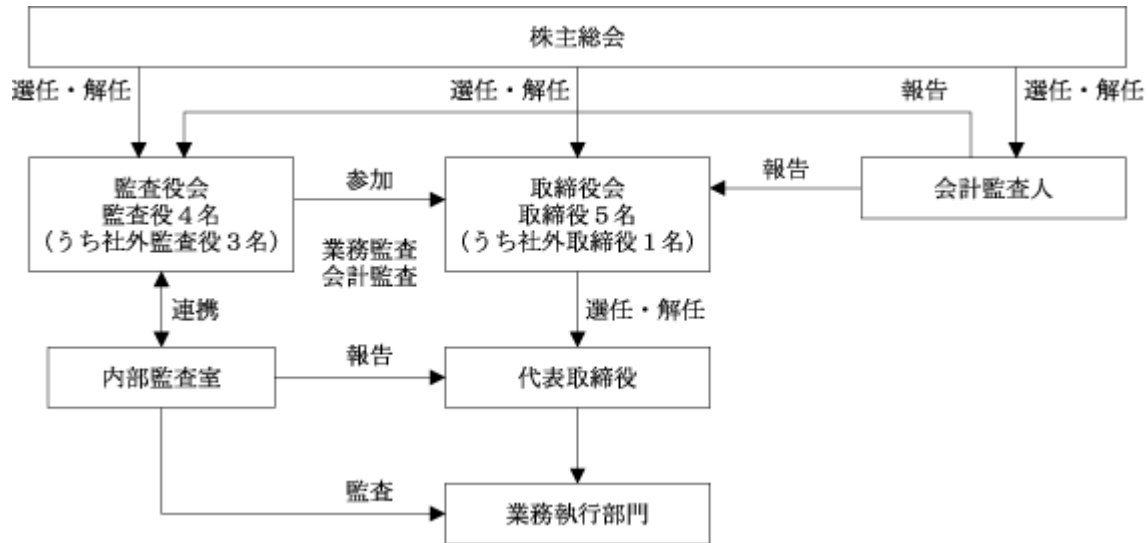 株主総会
選任・解任
選任・解任
報告
選任・解任
監査役会
監査役4名
(うち社外監査役3名)
参加
業務監査
会計監査
取締役会
取締役5名
(うち社外取締役1名)
報告
会計監査人
連携
選任・解任
内部監査室
報告
代表取締役
監査
業務執行部門